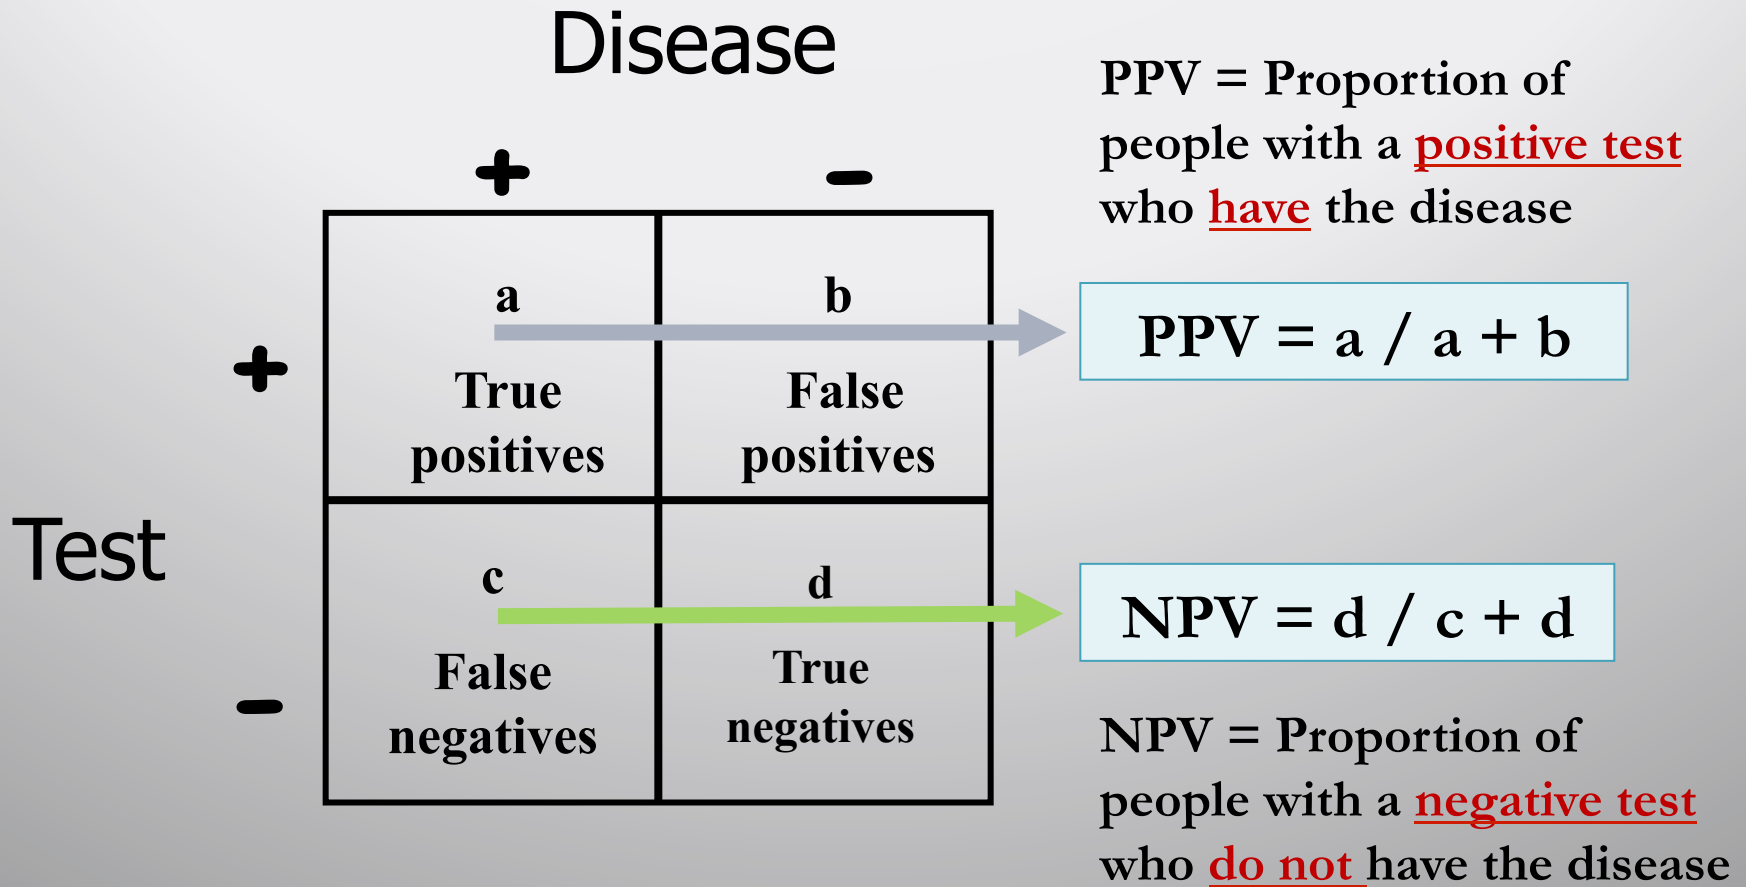 Disease
PPV = Proportion of
people with a positive test
who have the disease
+ -
a b
PPV = a / a + b
+
True False
positives positives
Test
c d
NPV = d / c + d
False True
negatives negatives
-
NPV = Proportion of
people with a negative test
who do not have the disease